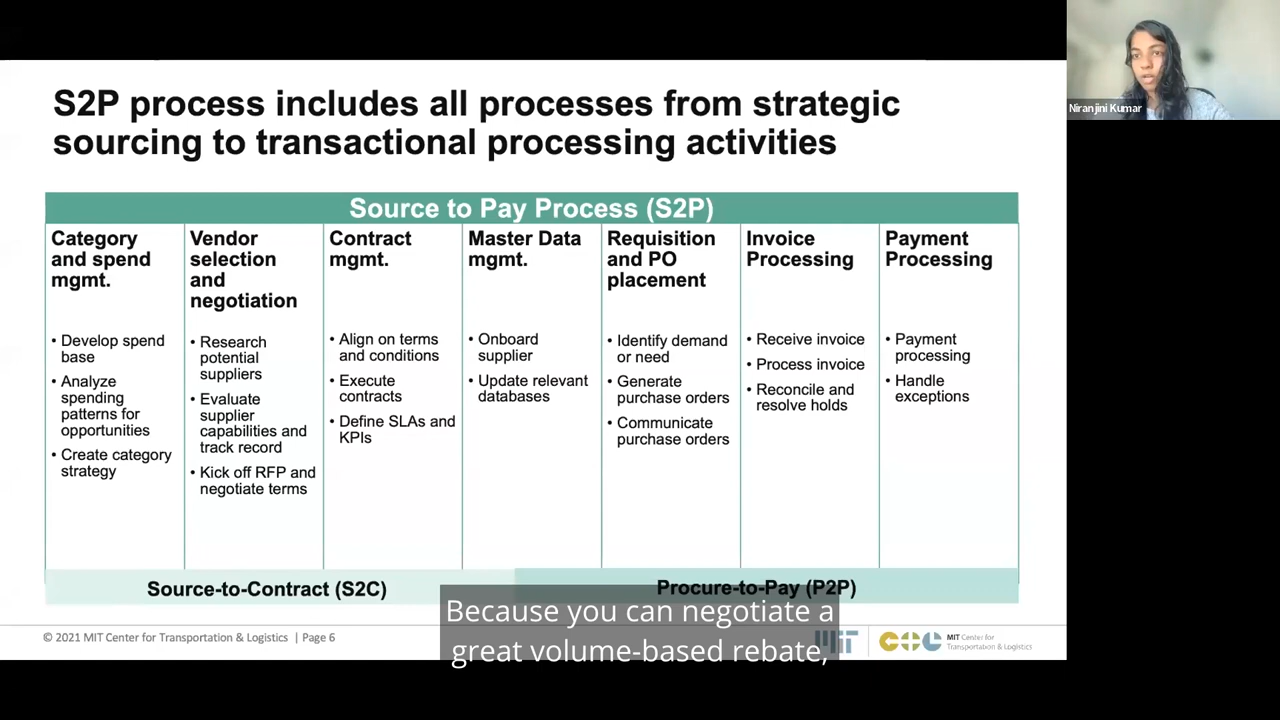 S2P process includes all processes from strategic
sourcing to transactional processing activities
Niranjini Kumar
Source to Pay Process (S2P)
Category
and spend
mgmt.
• Develop spend
base
• Analyze
spending
patterns for
opportunities
• Create category
strategy
Vendor
selection
and
negotiation
• Research
potential
suppliers
• Evaluate
supplier
capabilities and
track record
• Kick off RFP and
negotiate terms
Contract
mgmt.
• Align on terms
and conditions
• Execute
contracts
• Define SLAs and
KPIs
Master Data
mgmt.
• Onboard
supplier
• Update relevant
databases
Requisition
and PO
placement
• Identify demand
or need
• Generate
purchase orders
• Communicate
purchase orders
Invoice
Processing
• Receive invoice
• Process invoice
• Reconcile and
resolve holds
Payment
Processing
• Payment
processing
• Handle
exceptions
Source-to-Contract (S2C)
Procure-to-Pay (P2P)
Because you can negotiate a
great volume-based rebate,
© 2021 MIT Center for Transportation & Logistics | Page 6
MIT
CTL
MIT Center for
Transportation & Logistics